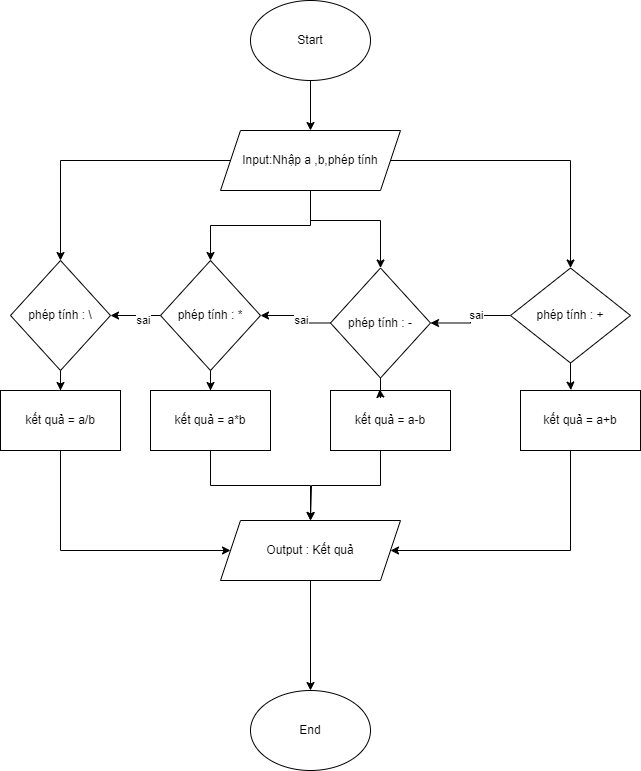 Start
Input:Nhập a ,b,phép tính
phép tính : \
sai
phép tính : *
sai
phép tính : -
sai
phép tính : +
kết quả = a/b
kết quả = a*b
kết quả = a-b
kết quả = a+b
Output : Kết quả
End